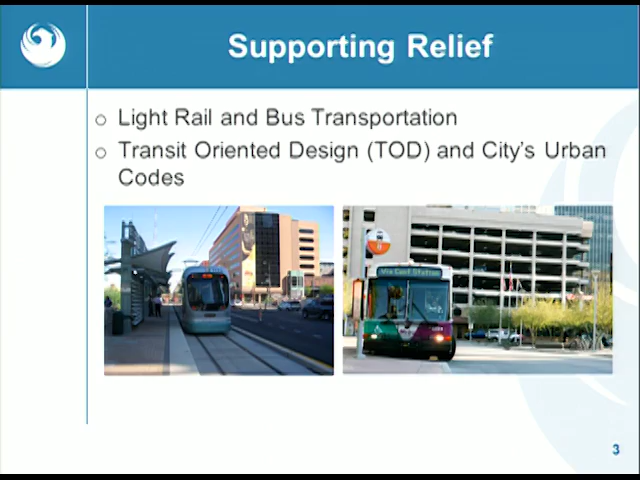 Supporting Relief
Light Rail and Bus Transportation
Transit Oriented Design (TOD) and City's Urban
Codes
3